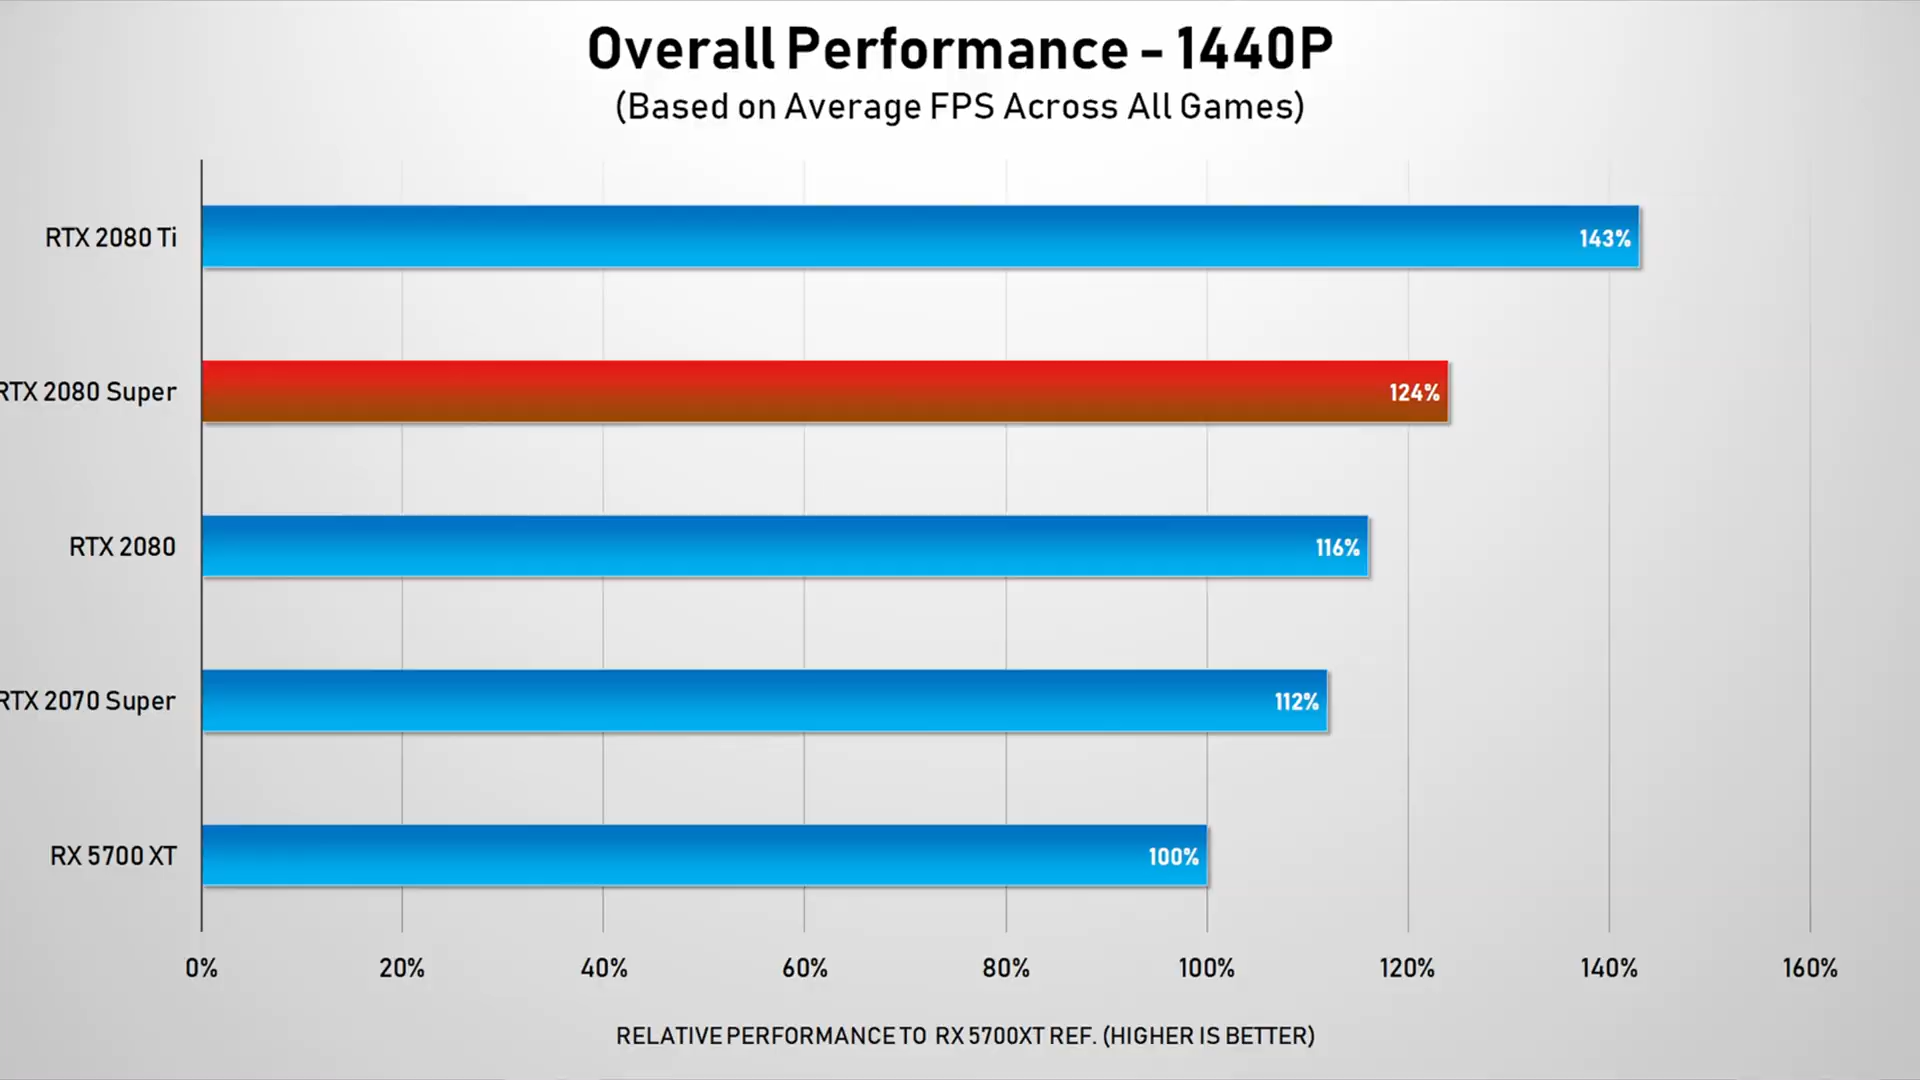 Overall Performance - 1440P
(Based on Average FPS Across All Games)
RTX 2080 Ti
143%
RTX 2080 Super
124%
RTX 2080
116%
RTX 2070 Super
112%
RX 5700 XT
100%
0% 20% 40% 60% 80% 100% 120% 140% 160%
RELATIVE PERFORMANCE TO RX 5700XT REF. (HIGHER IS BETTER)